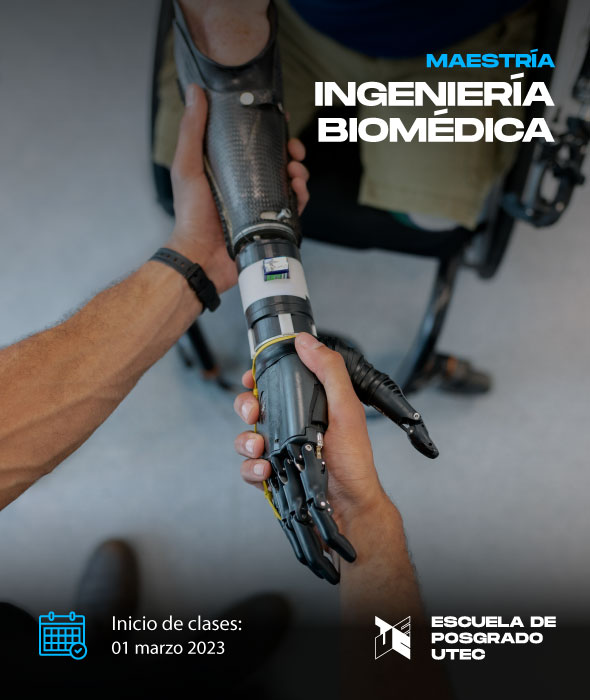 MAESTRÍA
INGENIERÍA
BIOMÉDICA
Inicio de clases:
01 marzo 2023
ESCUELA DE
POSGRADO
UTEC